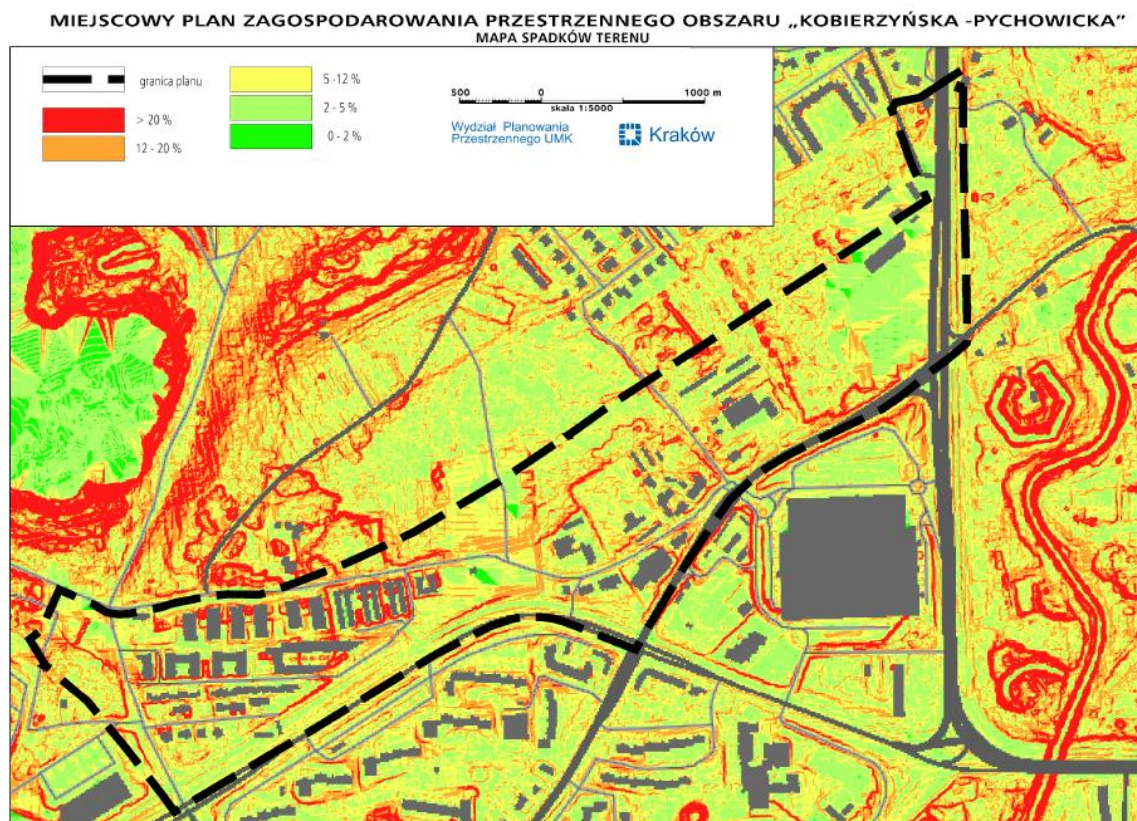 MIEJSCOWY PLAN ZAGOSPODAROWANIA PRZESTRZENNEGO OBSZARU „KOBIERZYŃSKA -PYCHOWICKA”
MAPA SPADKÓW TERENU
granica planu
> 20 %
12 - 20 %
5 -12 %
2 - 5%
0 - 2 %
500 0 1000 m
skala 1:5000
Wydział Planowania
Przestrzennego UMK
Kraków